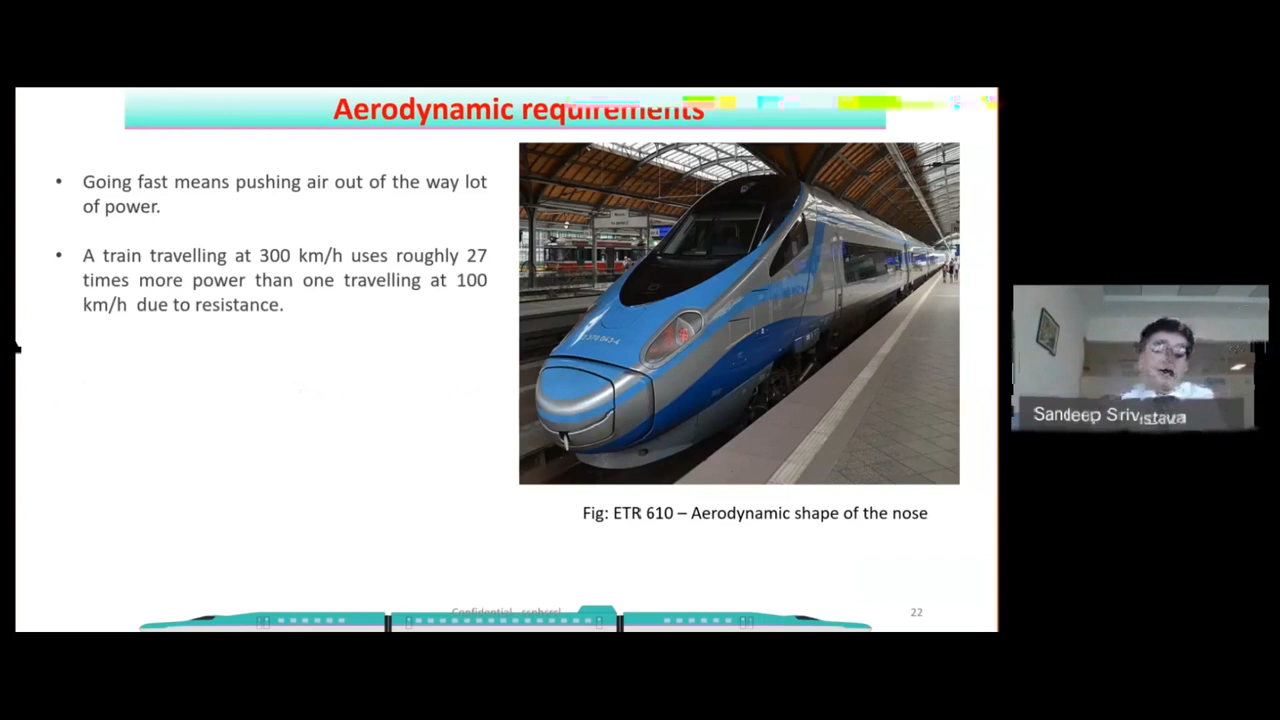 Aerodynamic requirements
• Going fast means pushing air out of the way lot
of power.
• A train travelling at 300 km/h uses roughly 27
times more power than one travelling at 100
km/h due to resistance.
Fig: ETR 610 – Aerodynamic shape of the nose
Sandeep Srivastava
22